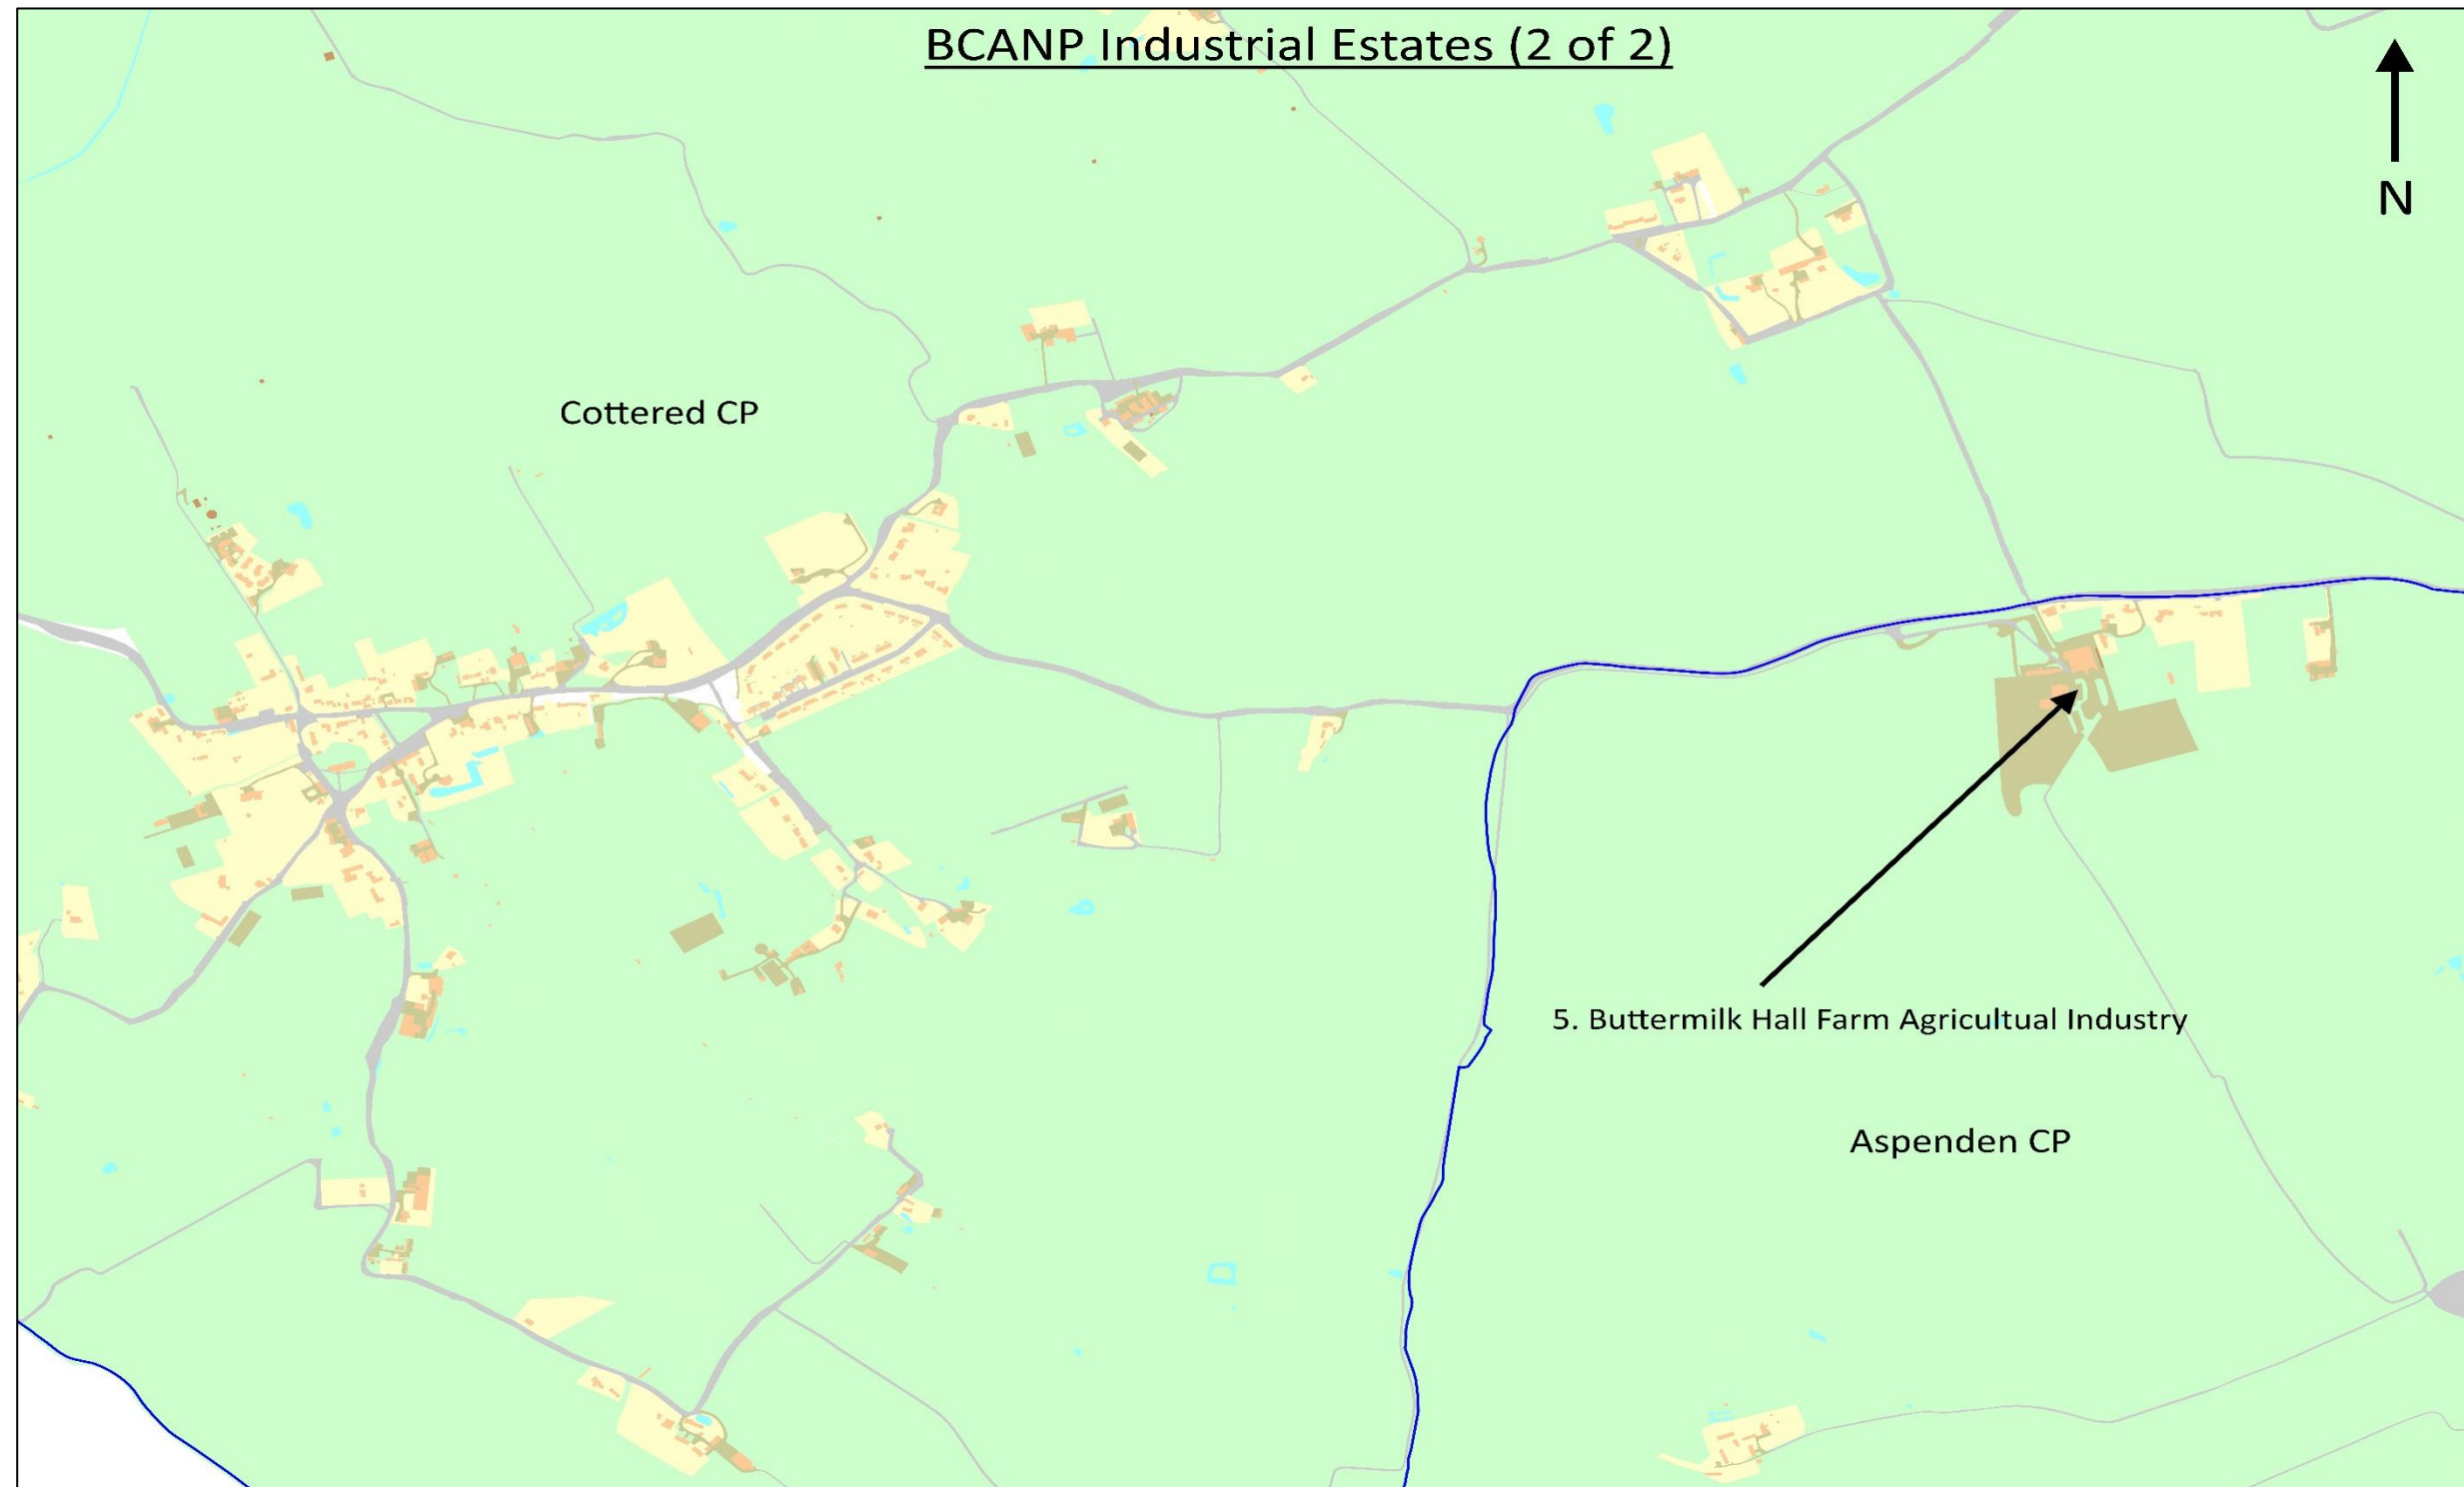 BCANP Industrial Estates (2 of 2)
N
Cottered CP
5. Buttermilk Hall Farm Agricultual Industry
Aspenden CP